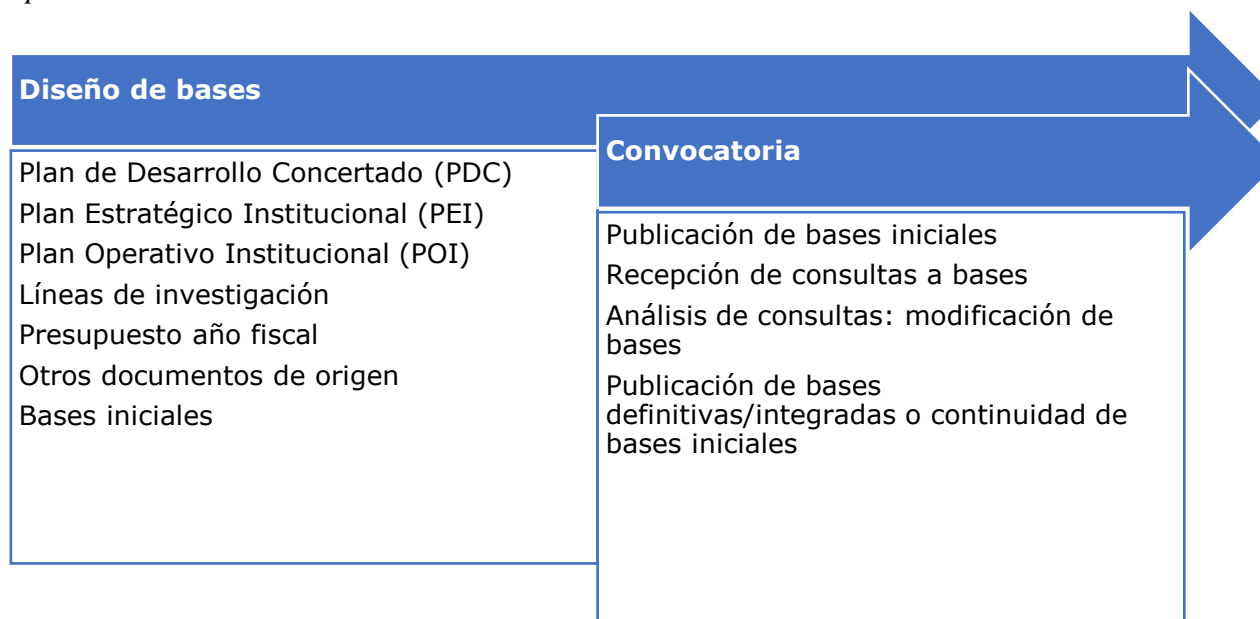 Diseño de bases
Plan de Desarrollo Concertado (PDC)
Plan Estratégico Institucional (PEI)
Plan Operativo Institucional (POI)
Líneas de investigación
Presupuesto año fiscal
Otros documentos de origen
Bases iniciales
Convocatoria
Publicación de bases iniciales
Recepción de consultas a bases
Análisis de consultas: modificación de
bases
Publicación de bases
definitivas/integradas o continuidad de
bases iniciales